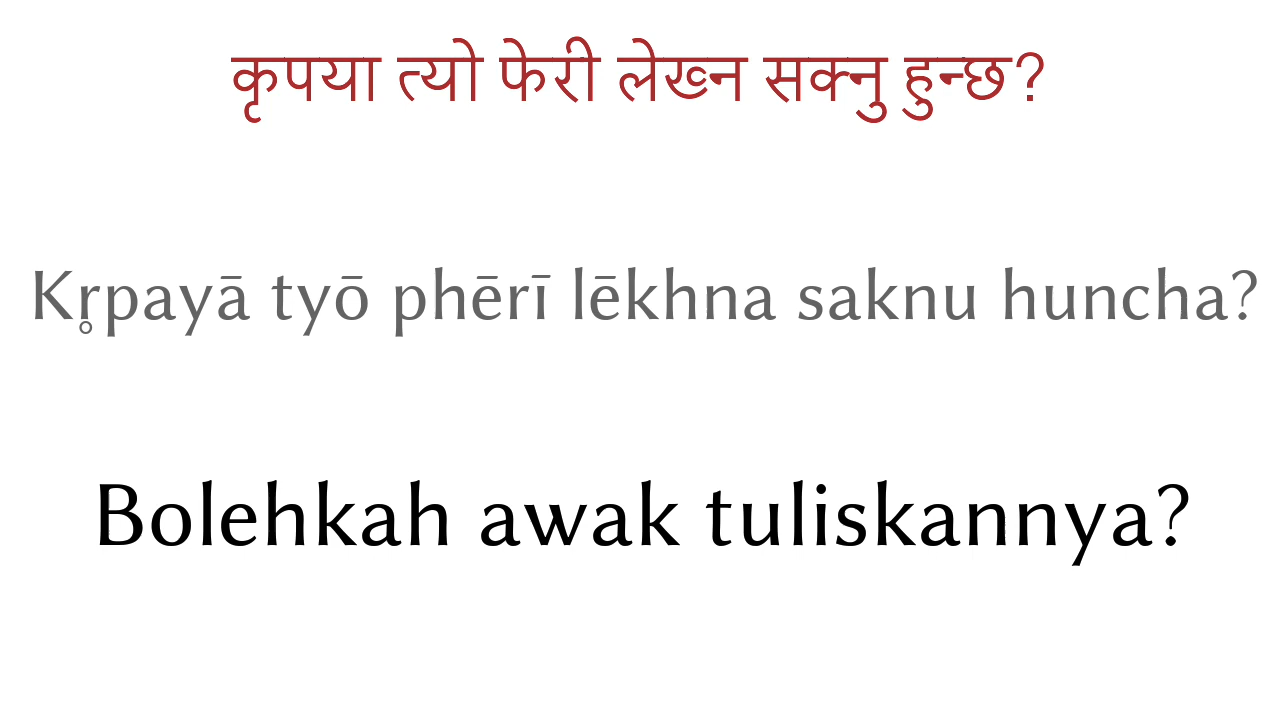 कृपया त्यो फेरी लेख्न सक्नु हुन्छ?
Kr̥payā tyō phērī lēkhna saknu huncha?
Bolehkah awak tuliskannya?